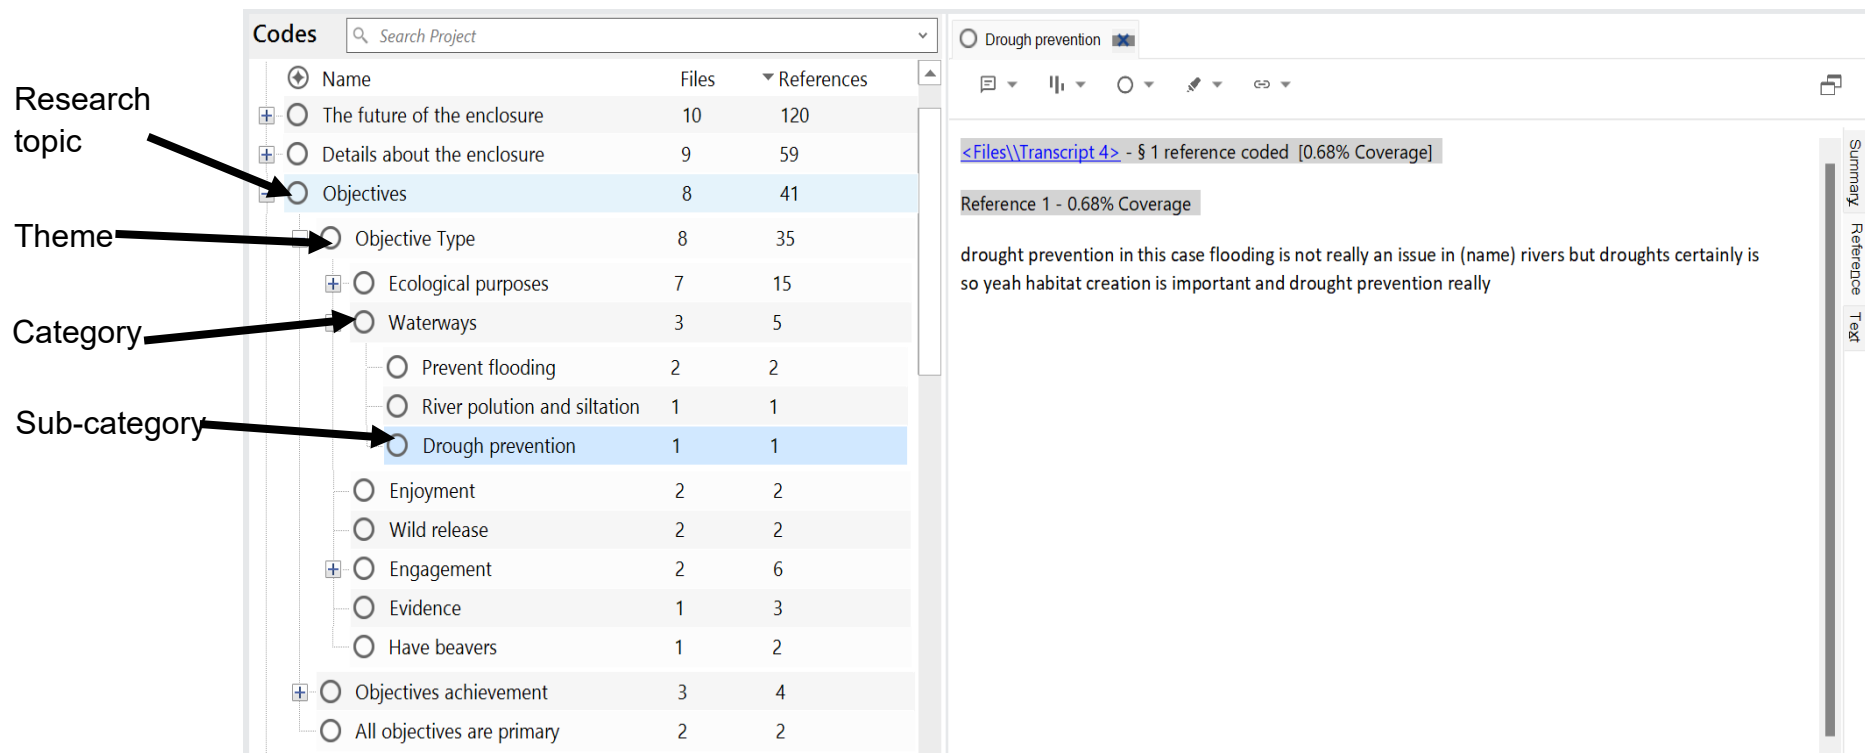 Research
topic
Theme
Category
Sub-category
Codes
Search Project
Name Files References
The future of the enclosure 10 120
Details about the enclosure 9 59
Objectives 8 41
Objective Type 8 35
Ecological purposes 7 15
Waterways 3 5
Prevent flooding 2 2
River polution and siltation 1 1
Drough prevention 1 1
Enjoyment 2 2
Wild release 2 2
Engagement 2 6
Evidence 1 3
Have beavers 1 2
Objectives achievement 3 4
All objectives are primary 2 2
Drough prevention
<Files\\Transcript 4> - § 1 reference coded [0.68% Coverage]
Reference 1 - 0.68% Coverage
drought prevention in this case flooding is not really an issue in (name) rivers but droughts certainly is
so yeah habitat creation is important and drought prevention really
Summary
Reference
Text